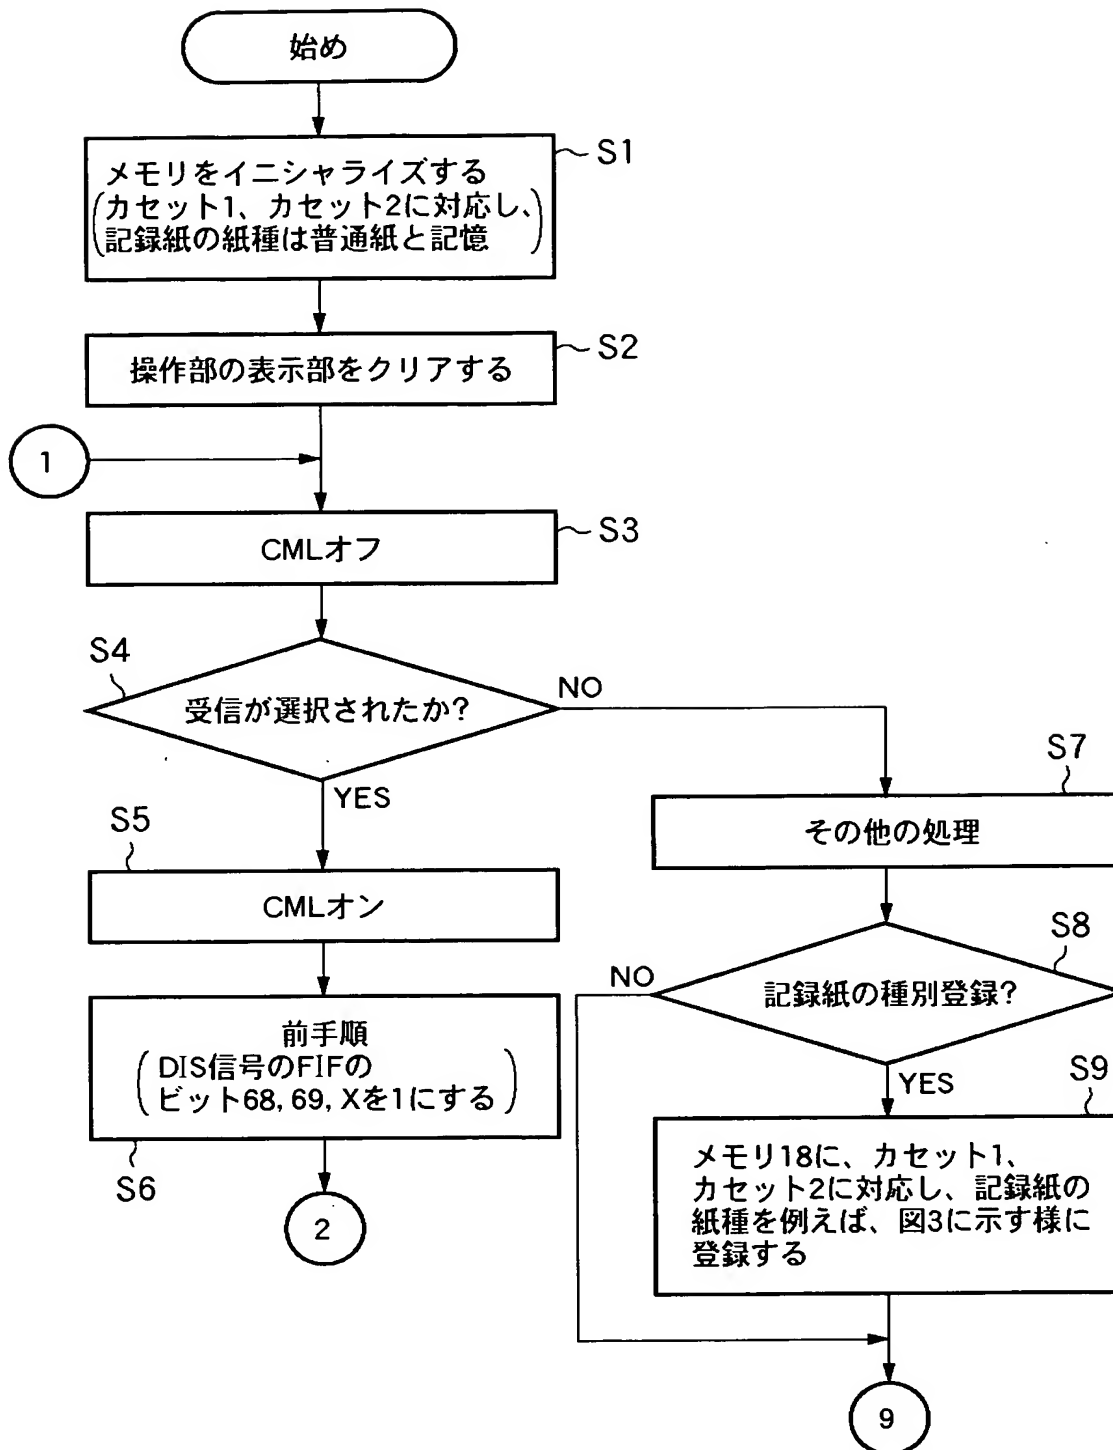 始め
S1
メモリをイニシャライズする
(カセット1、カセット2に対応し、
記録紙の紙種は普通紙と記憶)
S2
操作部の表示部をクリアする
1
S3
CMLオフ
S4
受信が選択されたか?
NO
YES
S5
CMLオン
前手順
(DIS信号のFIFの
ビット68, 69, Xを1にする)
S6
2
S7
その他の処理
S8
記録紙の種別登録?
NO
YES
S9
メモリ18に、カセット1、
カセット2に対応し、記録紙の
紙種を例えば、図3に示す様に
登録する
9